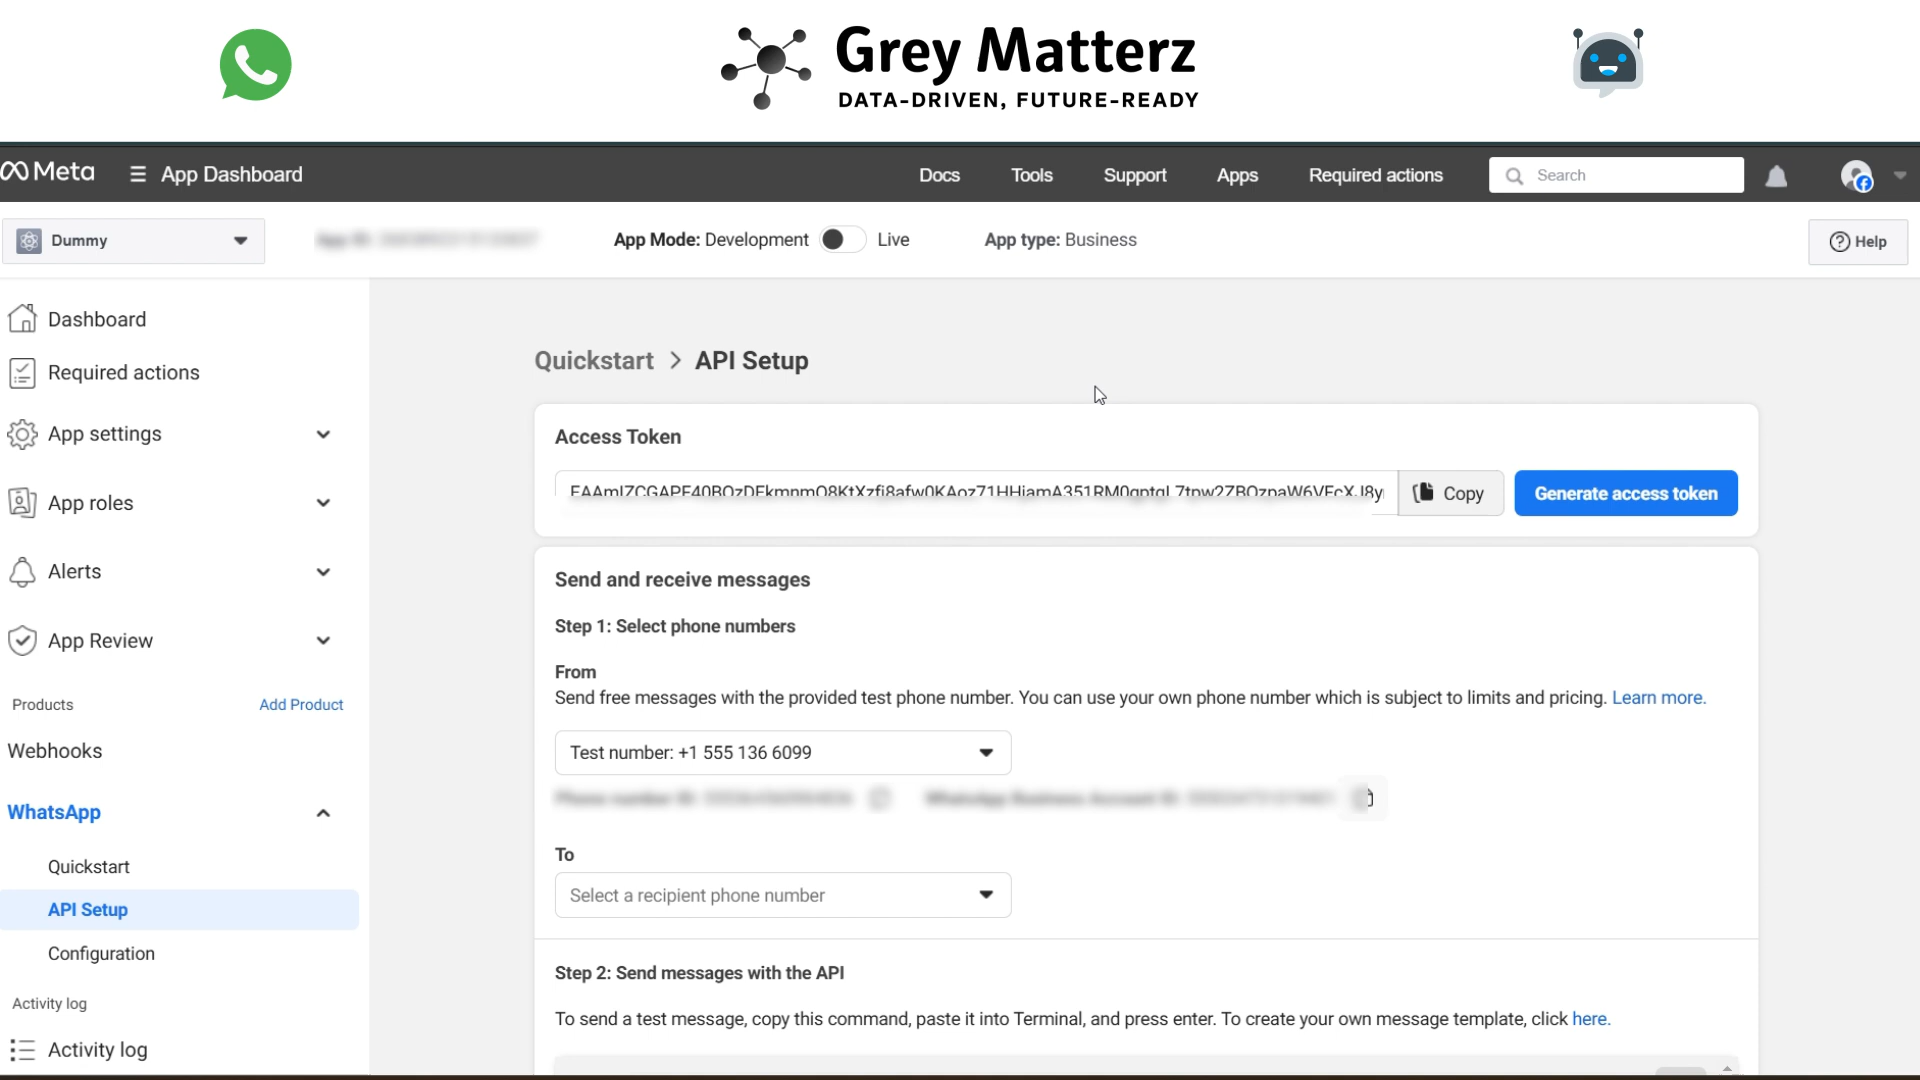 Grey Matterz
DATA-DRIVEN, FUTURE-READY
Meta
App Dashboard
Docs
Tools
Support
Apps
Required actions
Search
Dummy
App Mode: Development
Live
App type: Business
Help
Dashboard
Required actions
App settings
App roles
Alerts
App Review
Products
Add Product
Webhooks
WhatsApp
Quickstart
API Setup
Configuration
Activity log
Activity log
Quickstart > API Setup
Access Token
Copy
Generate access token
Send and receive messages
Step 1: Select phone numbers
From
Send free messages with the provided test phone number. You can use your own phone number which is subject to limits and pricing. Learn more.
Test number: +1 555 136 6099
To
Select a recipient phone number
Step 2: Send messages with the API
To send a test message, copy this command, paste it into Terminal, and press enter. To create your own message template, click here.